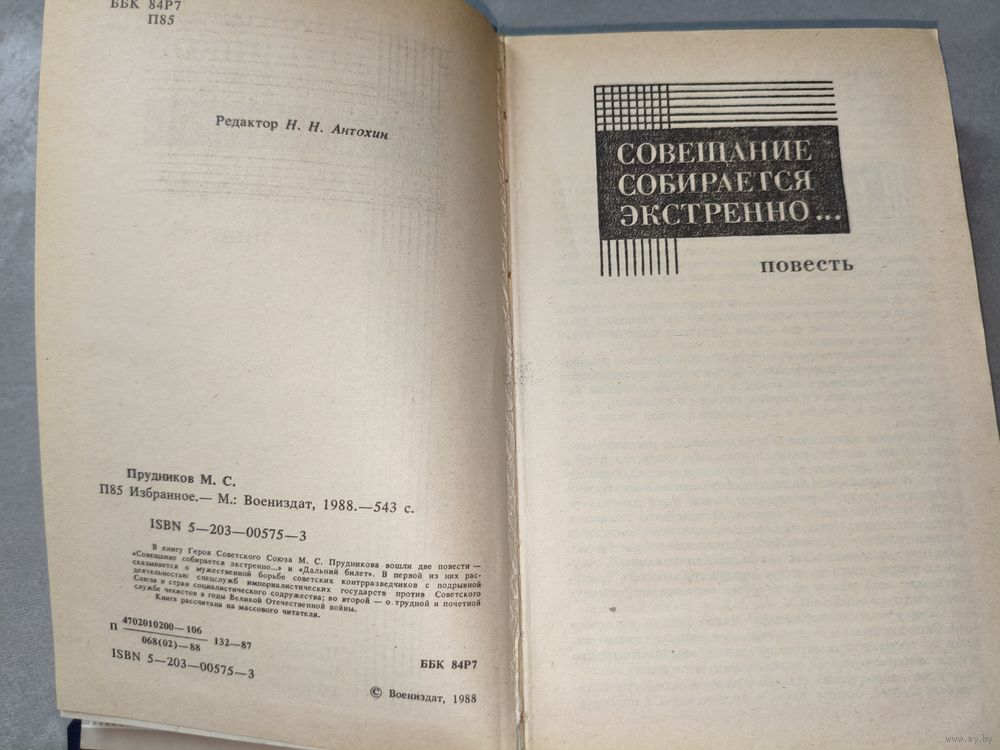 ББК 84Р7
П85
Редактор Н. Н. Антохин
Прудников М. С.
П85 Избранное.— М.: Воениздат, 1988.—543 с.
ISBN 5—203—00575—3
В книгу Героя Советского Союза М. С. Прудникова вошли две повести —
«Совещание собирается экстренно...» и «Дальний билет». В первой из них рас-
сказывается о мужественной борьбе советских контрразведчиков с подрывной
деятельностью спецслужб империалистических государств против Советского
Союза и стран социалистического содружества; во второй — о трудной и почетной
службе чекистов в годы Великой Отечественной войны.
Книга рассчитана на массового читателя.
П 4702010200—106
068(02)—88
132—87
ББК 84Р7
ISBN 5—203—00575—3
© Воениздат, 1988
СОВЕЩАНИЕ
СОБИРАЕТСЯ
ЭКСТРЕННО...
повесть
www.ay.by